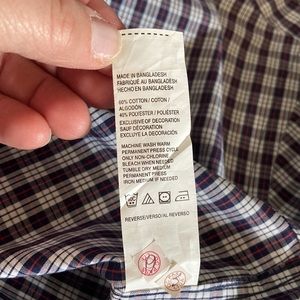 MADE IN BANGLADESH
FABRIQUÉ AU BANGLADESH
HECHO EN BANGLADESH
60% COTTON / COTON /
ALGODÓN
40% POLYESTER / POLIÉSTER
EXCLUSIVE OF DECORATION
SAUF DÉCORATION
EXCLUYE LA DECORACIÓN
MACHINE WASH WARM
PERMANENT PRESS CYCLE
ONLY NON-CHLORINE
BLEACH WHEN NEEDED
TUMBLE DRY MEDIUM
PERMANENT PRESS
IRON MEDIUM IF NEEDED
REVERSE/VERSO/AL REVERSO